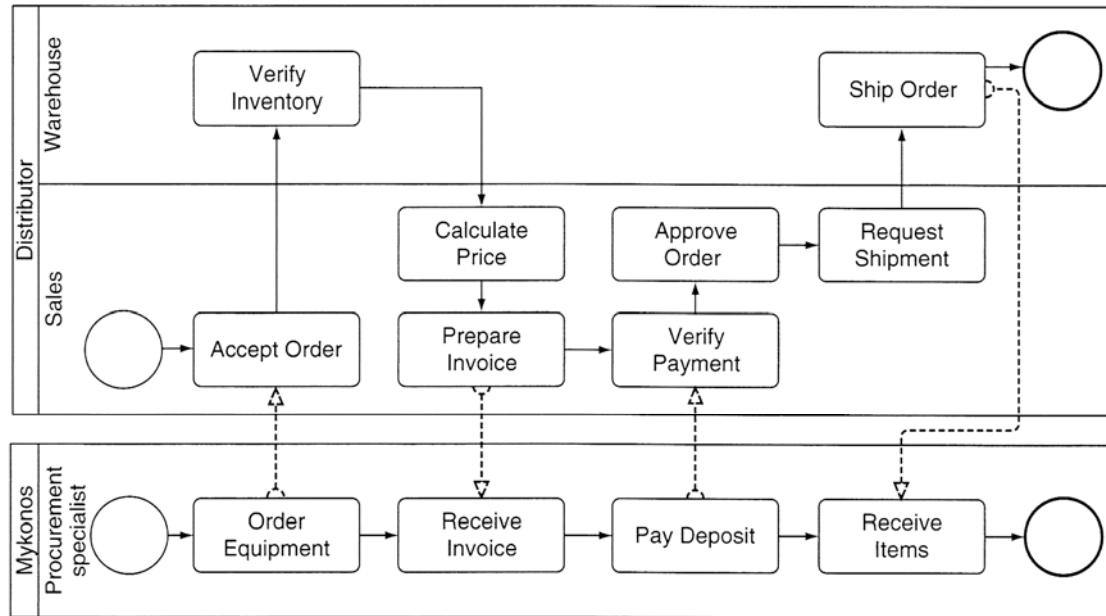 Distributor
Warehouse
Verify
Inventory
Ship Order
Sales
Calculate
Price
Approve
Order
Request
Shipment
Accept Order
Prepare
Invoice
Verify
Payment
Mykonos
Procurement
specialist
Order
Equipment
Receive
Invoice
Pay Deposit
Receive
Items